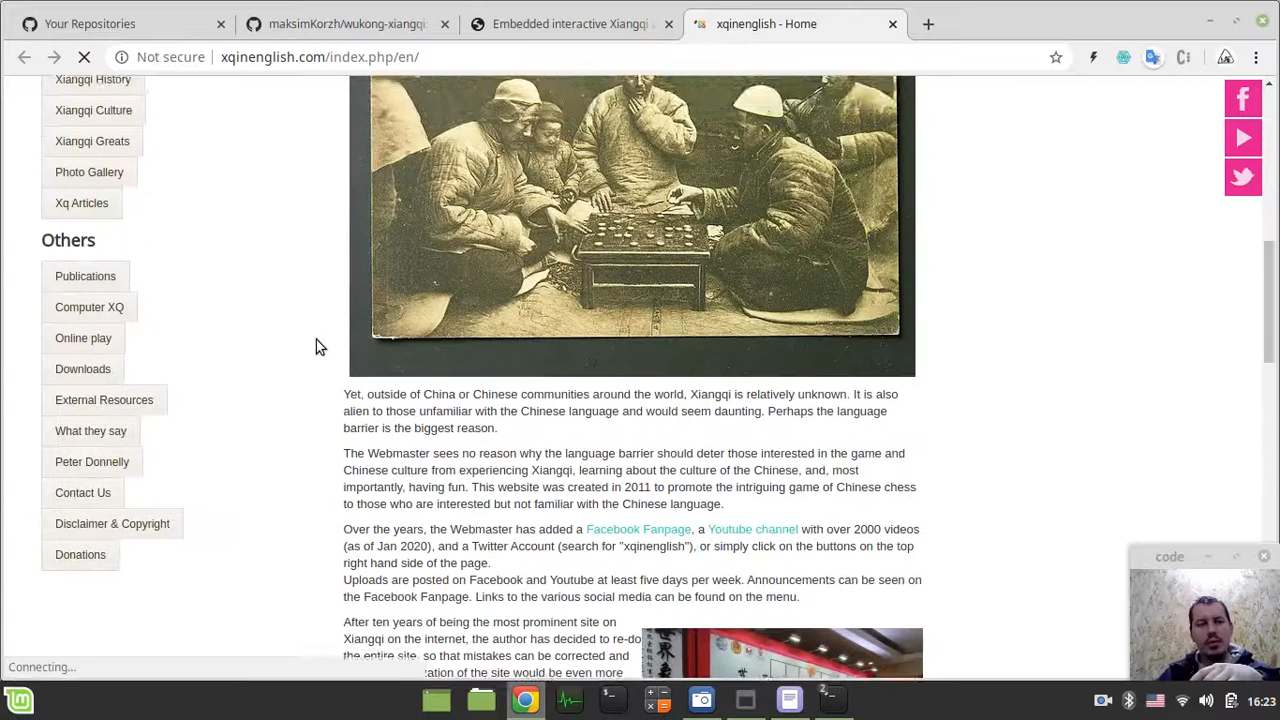 Your Repositories
maksimKorzh/wukong-xiangqi:
Embedded interactive Xiangqi
xqinenglish - Home
Not secure
xqinenglish.com/index.php/en/
Xiangqi History
Xiangqi Culture
Xiangqi Greats
Photo Gallery
Xq Articles
Others
Publications
Computer XQ
Online play
Downloads
External Resources
What they say
Peter Donnelly
Contact Us
Disclaimer & Copyright
Donations
Yet, outside of China or Chinese communities around the world, Xiangqi is relatively unknown. It is also
alien to those unfamiliar with the Chinese language and would seem daunting. Perhaps the language
barrier is the biggest reason.
The Webmaster sees no reason why the language barrier should deter those interested in the game and
Chinese culture from experiencing Xiangqi, learning about the culture of the Chinese, and, most
importantly, having fun. This website was created in 2011 to promote the intriguing game of Chinese chess
to those who are interested but not familiar with the Chinese language.
Over the years, the Webmaster has added a Facebook Fanpage, a Youtube channel with over 2000 videos
(as of Jan 2020), and a Twitter Account (search for "xqinenglish"), or simply click on the buttons on the top
right hand side of the page.
Uploads are posted on Facebook and Youtube at least five days per week. Announcements can be seen on
the Facebook Fanpage. Links to the various social media can be found on the menu.
After ten years of being the most prominent site on
Xiangqi on the internet, the author has decided to re-do
the entire site, so that mistakes can be corrected and
zation of the site would be even more
Connecting...
code
16:23